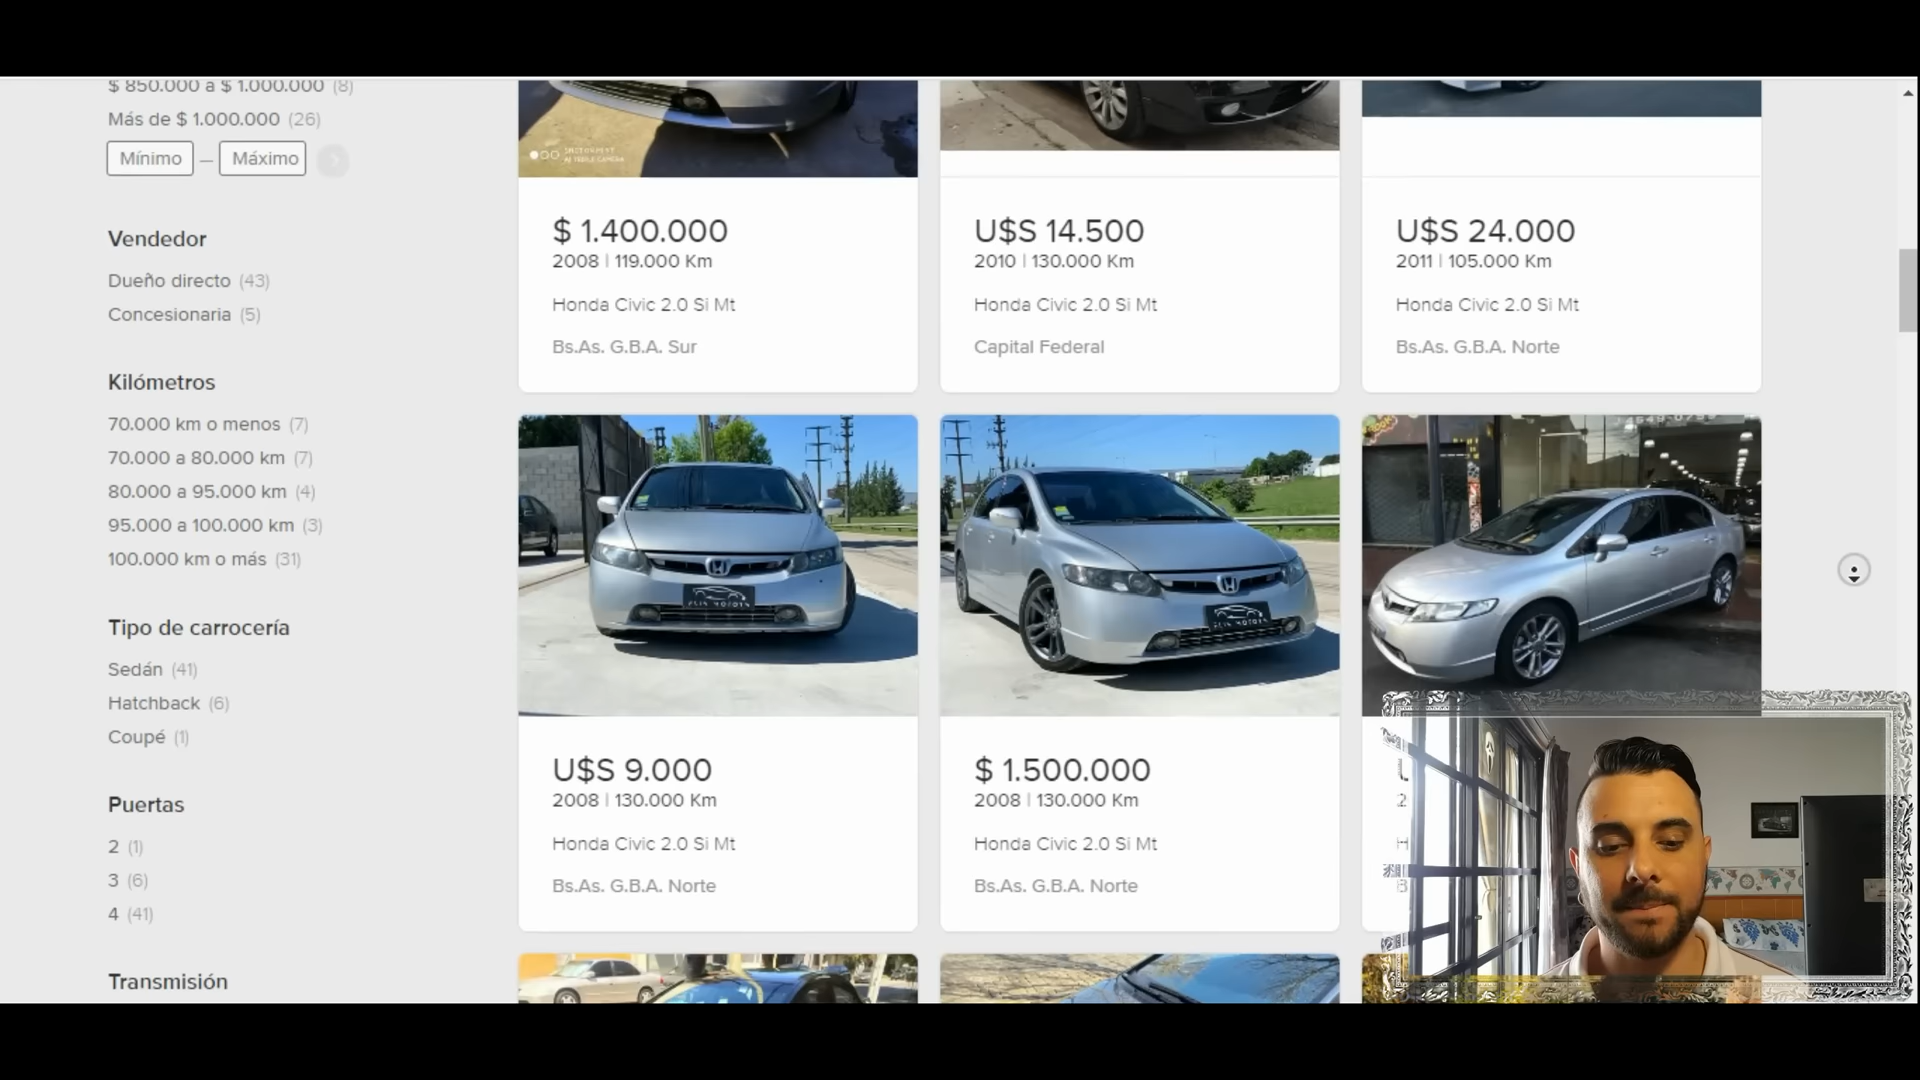 $ 850.000 a $ 1.000.000 (8)
Más de $ 1.000.000 (26)
Mínimo — Máximo
Vendedor
Dueño directo (43)
Concesionaria (5)
Kilómetros
70.000 km o menos (7)
70.000 a 80.000 km (7)
80.000 a 95.000 km (4)
95.000 a 100.000 km (3)
100.000 km o más (31)
Tipo de carrocería
Sedán (41)
Hatchback (6)
Coupé (1)
Puertas
2 (1)
3 (6)
4 (41)
Transmisión
$ 1.400.000
2008 | 119.000 Km
Honda Civic 2.0 Si Mt
Bs.As. G.B.A. Sur
U$S 14.500
2010 | 130.000 Km
Honda Civic 2.0 Si Mt
Capital Federal
U$S 24.000
2011 | 105.000 Km
Honda Civic 2.0 Si Mt
Bs.As. G.B.A. Norte
U$S 9.000
2008 | 130.000 Km
Honda Civic 2.0 Si Mt
Bs.As. G.B.A. Norte
$ 1.500.000
2008 | 130.000 Km
Honda Civic 2.0 Si Mt
Bs.As. G.B.A. Norte